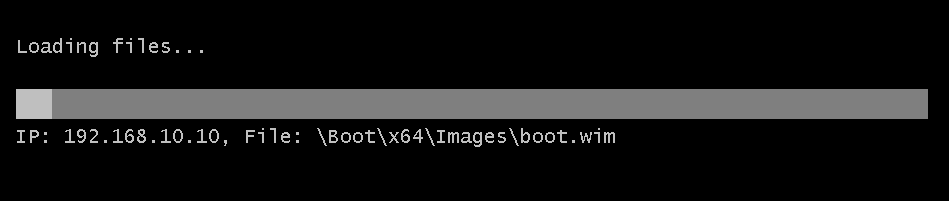 Loading files...
IP: 192.168.10.10, File: \Boot\x64\Images\boot.wim